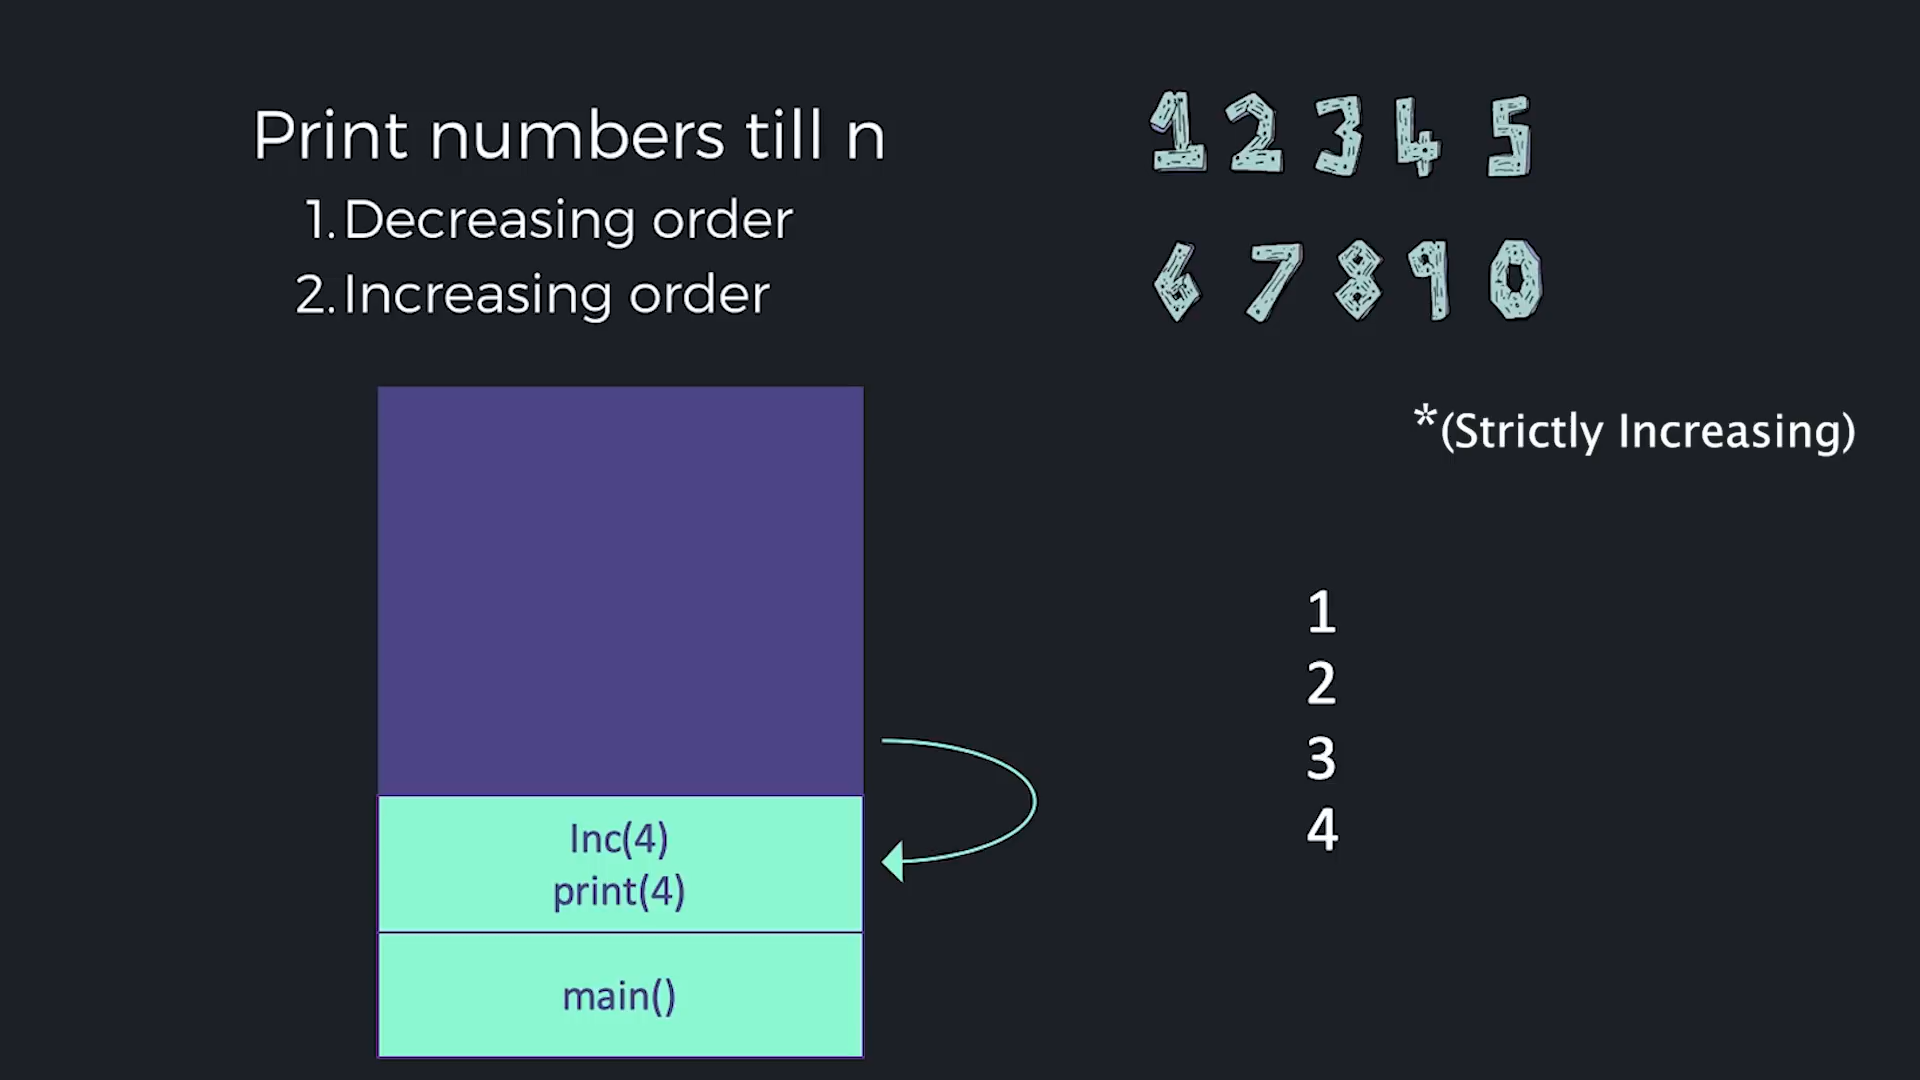 Print numbers till n
1. Decreasing order
2. Increasing order
1 2 3 4 5
6 7 8 9 0
*(Strictly Increasing)
1
2
3
4
Inc(4)
print(4)
main()